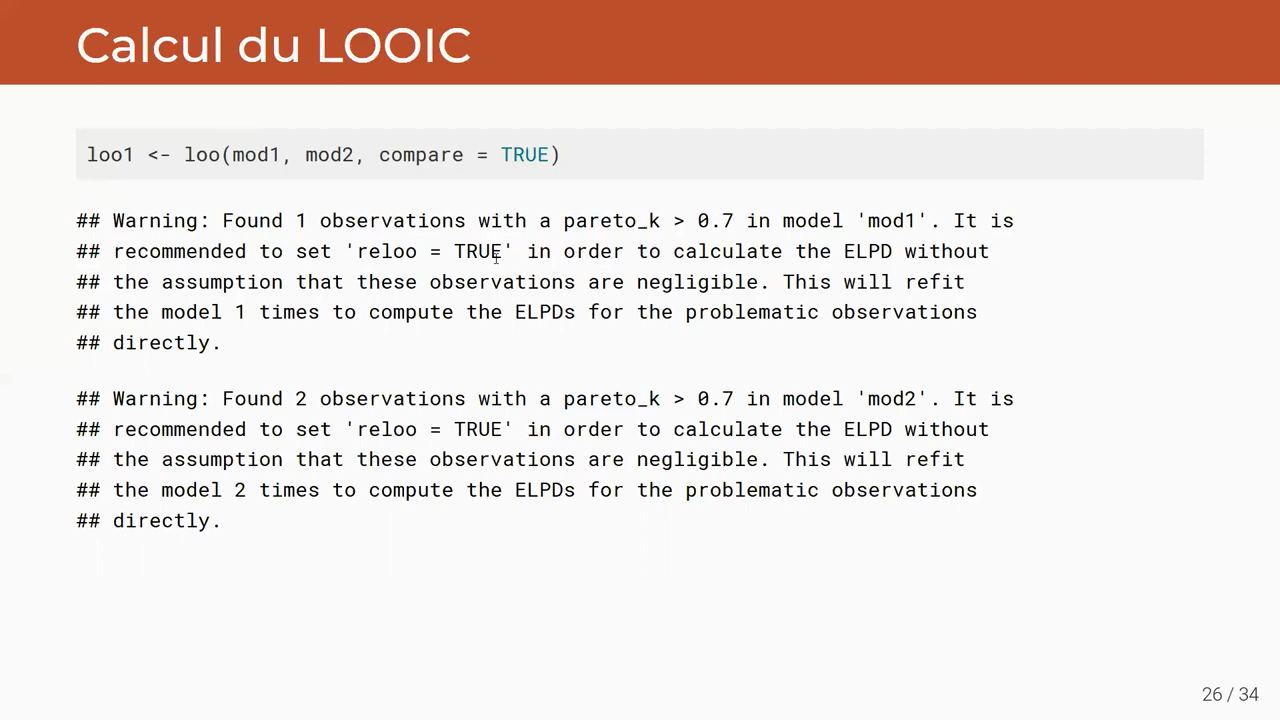 Calcul du LOOIC
loo1 <- loo(mod1, mod2, compare = TRUE)
## Warning: Found 1 observations with a pareto_k > 0.7 in model 'mod1'. It is
## recommended to set 'reloo = TRUE' in order to calculate the ELPD without
## the assumption that these observations are negligible. This will refit
## the model 1 times to compute the ELPDs for the problematic observations
## directly.
## Warning: Found 2 observations with a pareto_k > 0.7 in model 'mod2'. It is
## recommended to set 'reloo = TRUE' in order to calculate the ELPD without
## the assumption that these observations are negligible. This will refit
## the model 2 times to compute the ELPDs for the problematic observations
## directly.
26 / 34